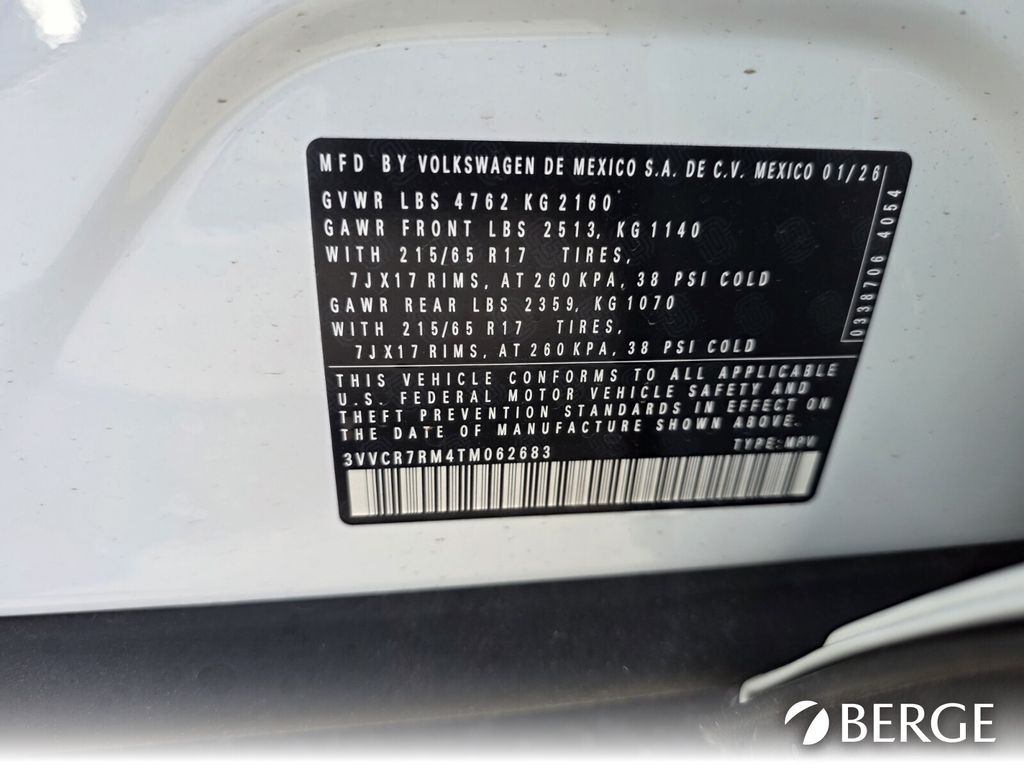 MFD BY VOLKSWAGEN DE MEXICO S.A. DE C.V. MEXICO 01/26
GVWR LBS 4762 KG 2160
GAWR FRONT LBS 2513, KG 1140
WITH 215/65 R17 TIRES,
7JX17 RIMS, AT 260 KPA, 38 PSI COLD
GAWR REAR LBS 2359, KG 1070
WITH 215/65 R17 TIRES,
7JX17 RIMS, AT 260 KPA, 38 PSI COLD
0338706 4054
THIS VEHICLE CONFORMS TO ALL APPLICABLE
U.S. FEDERAL MOTOR VEHICLE SAFETY AND
THEFT PREVENTION STANDARDS IN EFFECT ON
THE DATE OF MANUFACTURE SHOWN ABOVE.
TYPE: MPV
3VVCR7RM4TM062683
BERGE